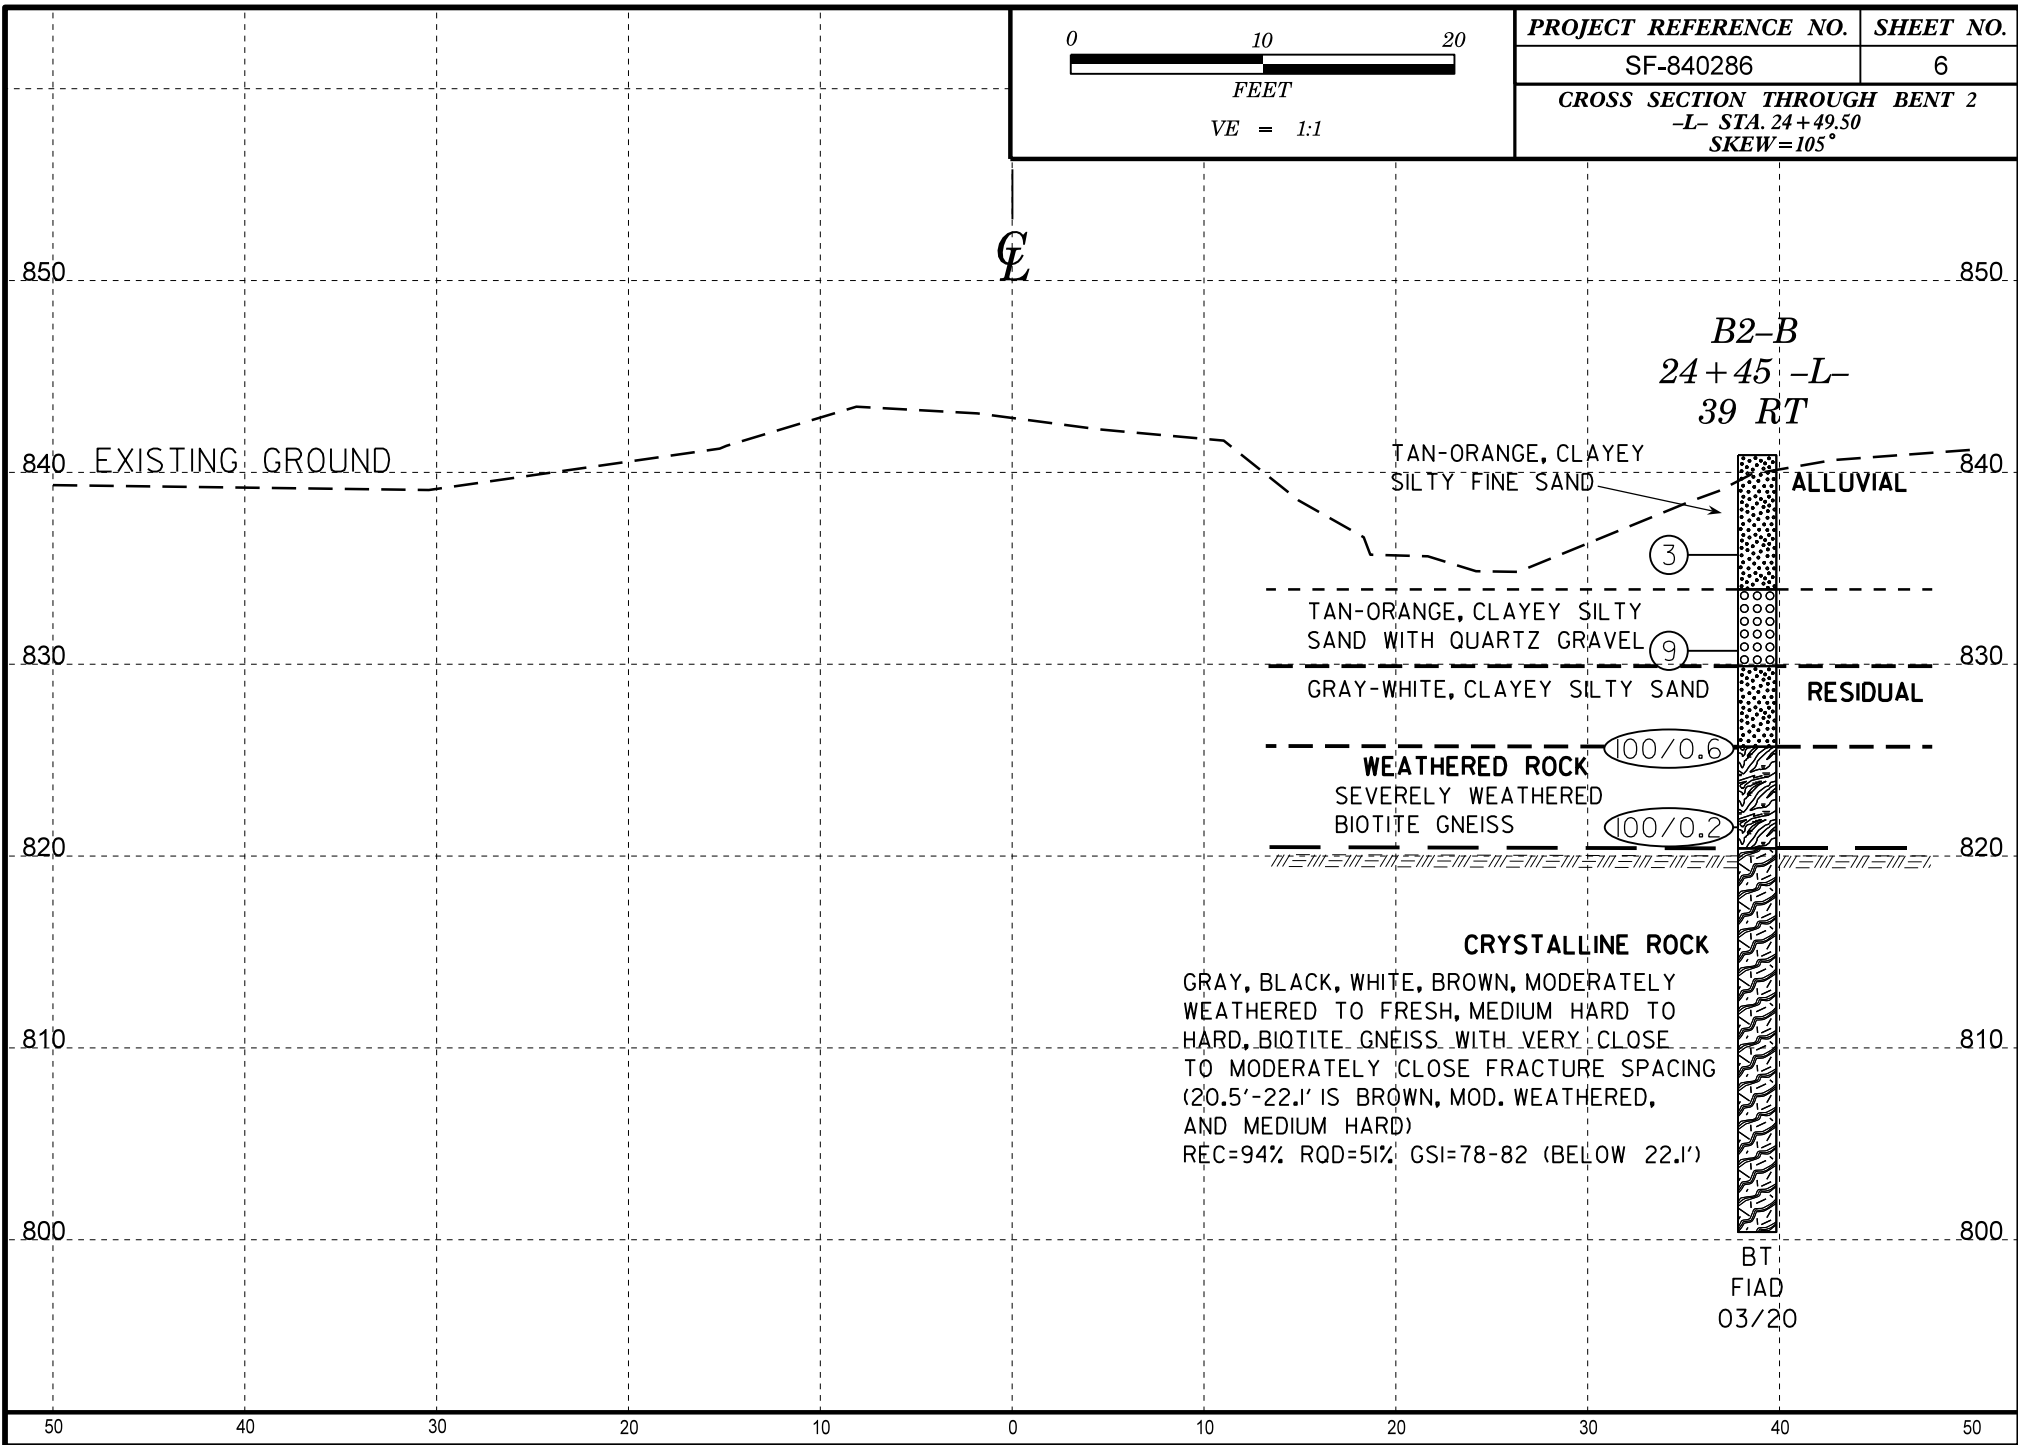 0 10 20
FEET
VE = 1:1
PROJECT REFERENCE NO. SHEET NO.
SF-840286 6
CROSS SECTION THROUGH BENT 2
-L- STA. 24+49.50
SKEW=105°
℄
850 850
B2-B
24+45 -L-
39 RT
EXISTING GROUND
840 840
TAN-ORANGE, CLAYEY
SILTY FINE SAND
ALLUVIAL
3
TAN-ORANGE, CLAYEY SILTY
SAND WITH QUARTZ GRAVEL
9
830 830
GRAY-WHITE, CLAYEY SILTY SAND
RESIDUAL
100/0.6
WEATHERED ROCK
SEVERELY WEATHERED
BIOTITE GNEISS
100/0.2
820 820
CRYSTALLINE ROCK
GRAY, BLACK, WHITE, BROWN, MODERATELY
WEATHERED TO FRESH, MEDIUM HARD TO
HARD, BIOTITE GNEISS WITH VERY CLOSE
TO MODERATELY CLOSE FRACTURE SPACING
(20.5'-22.1' IS BROWN, MOD. WEATHERED,
AND MEDIUM HARD)
REC=94% RQD=51% GSI=78-82 (BELOW 22.1')
810 810
800 800
BT
FIAD
03/20
50 40 30 20 10 0 10 20 30 40 50